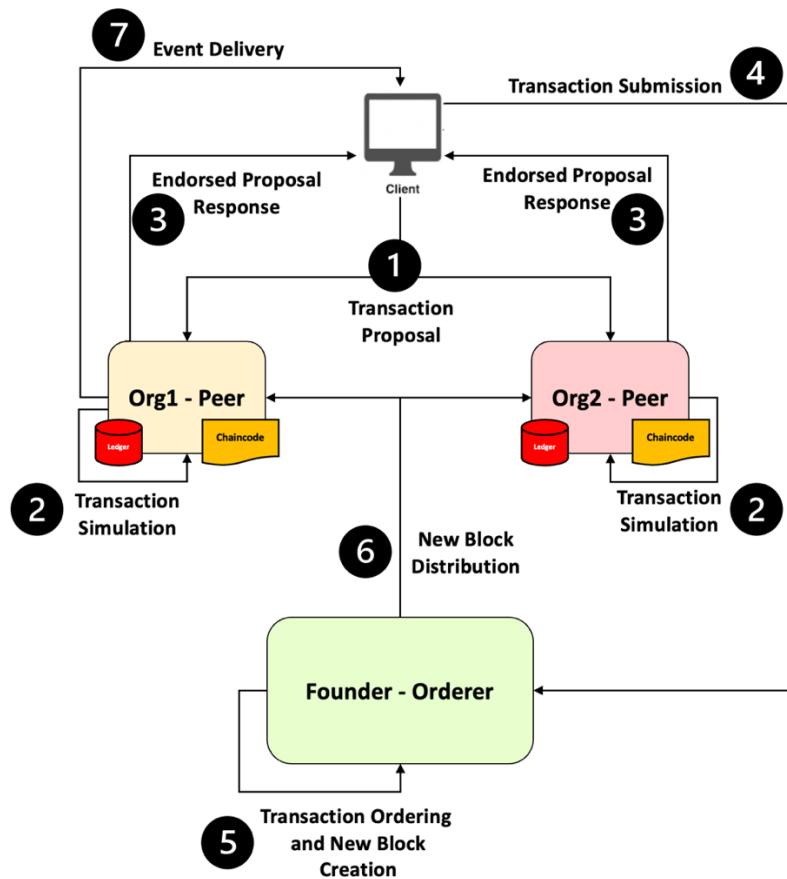 7
Event Delivery
Transaction Submission
4
Client
Endorsed Proposal
Response
3
Endorsed Proposal
Response
3
1
Transaction
Proposal
Org1 - Peer
Ledger
Chaincode
Org2 - Peer
Ledger
Chaincode
2
Transaction
Simulation
Transaction
Simulation
2
6
New Block
Distribution
Founder - Orderer
5
Transaction Ordering
and New Block
Creation